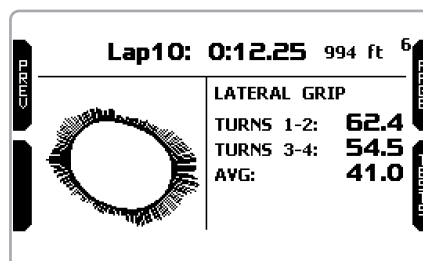 Lap10: 0:12.25 994 ft 6
PREV
PAGE
LATERAL GRIP
TURNS 1-2: 62.4
TURNS 3-4: 54.5
AVG: 41.0